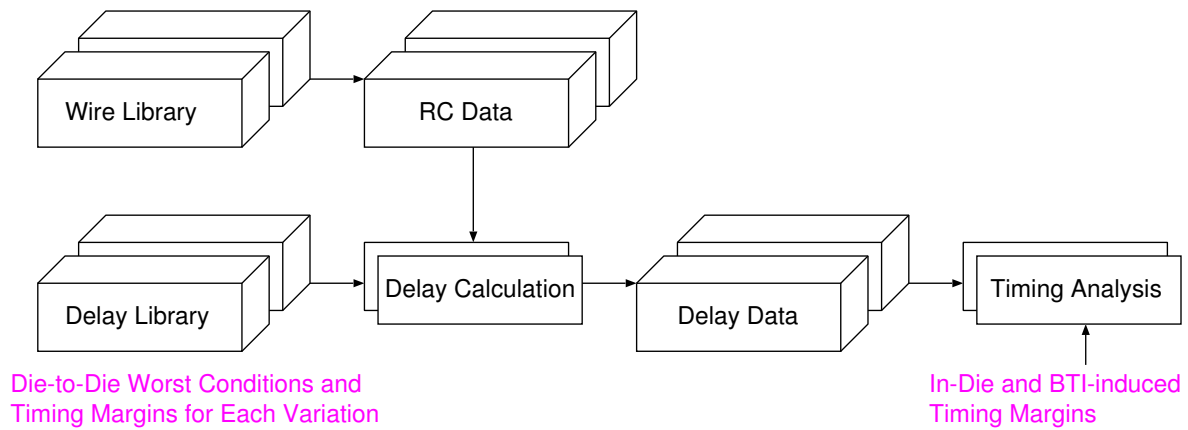 Wire Library
RC Data
Delay Library
Delay Calculation
Delay Data
Timing Analysis
Die-to-Die Worst Conditions and
Timing Margins for Each Variation
In-Die and BTI-induced
Timing Margins